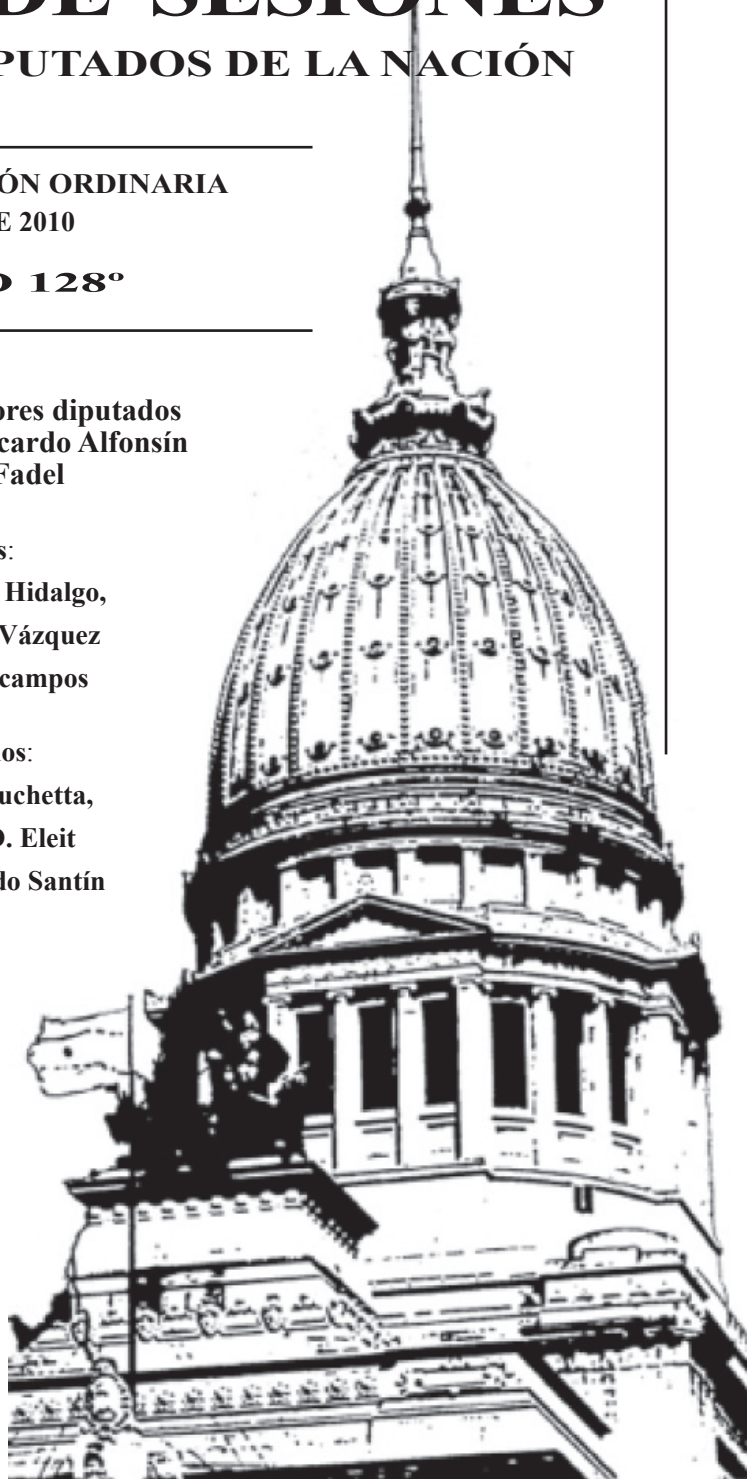 DE SESIONES
PUTADOS DE LA NACIÓN
ÓN ORDINARIA
E 2010
O 128º
ores diputados
cardo Alfonsín
Fadel
s:
Hidalgo,
Vázquez
campos
os:
uchetta,
D. Eleit
do Santín